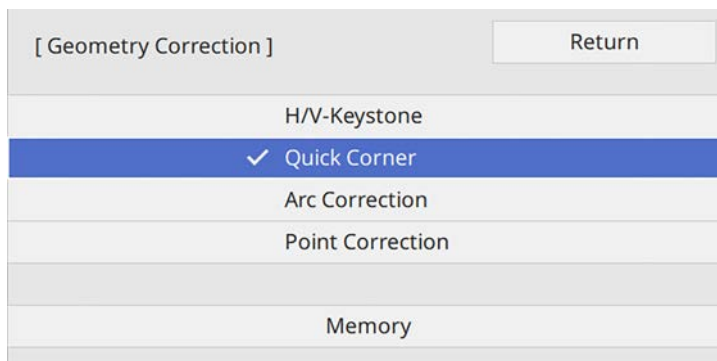 [ Geometry Correction ]
Return
H/V-Keystone
Quick Corner
Arc Correction
Point Correction
Memory